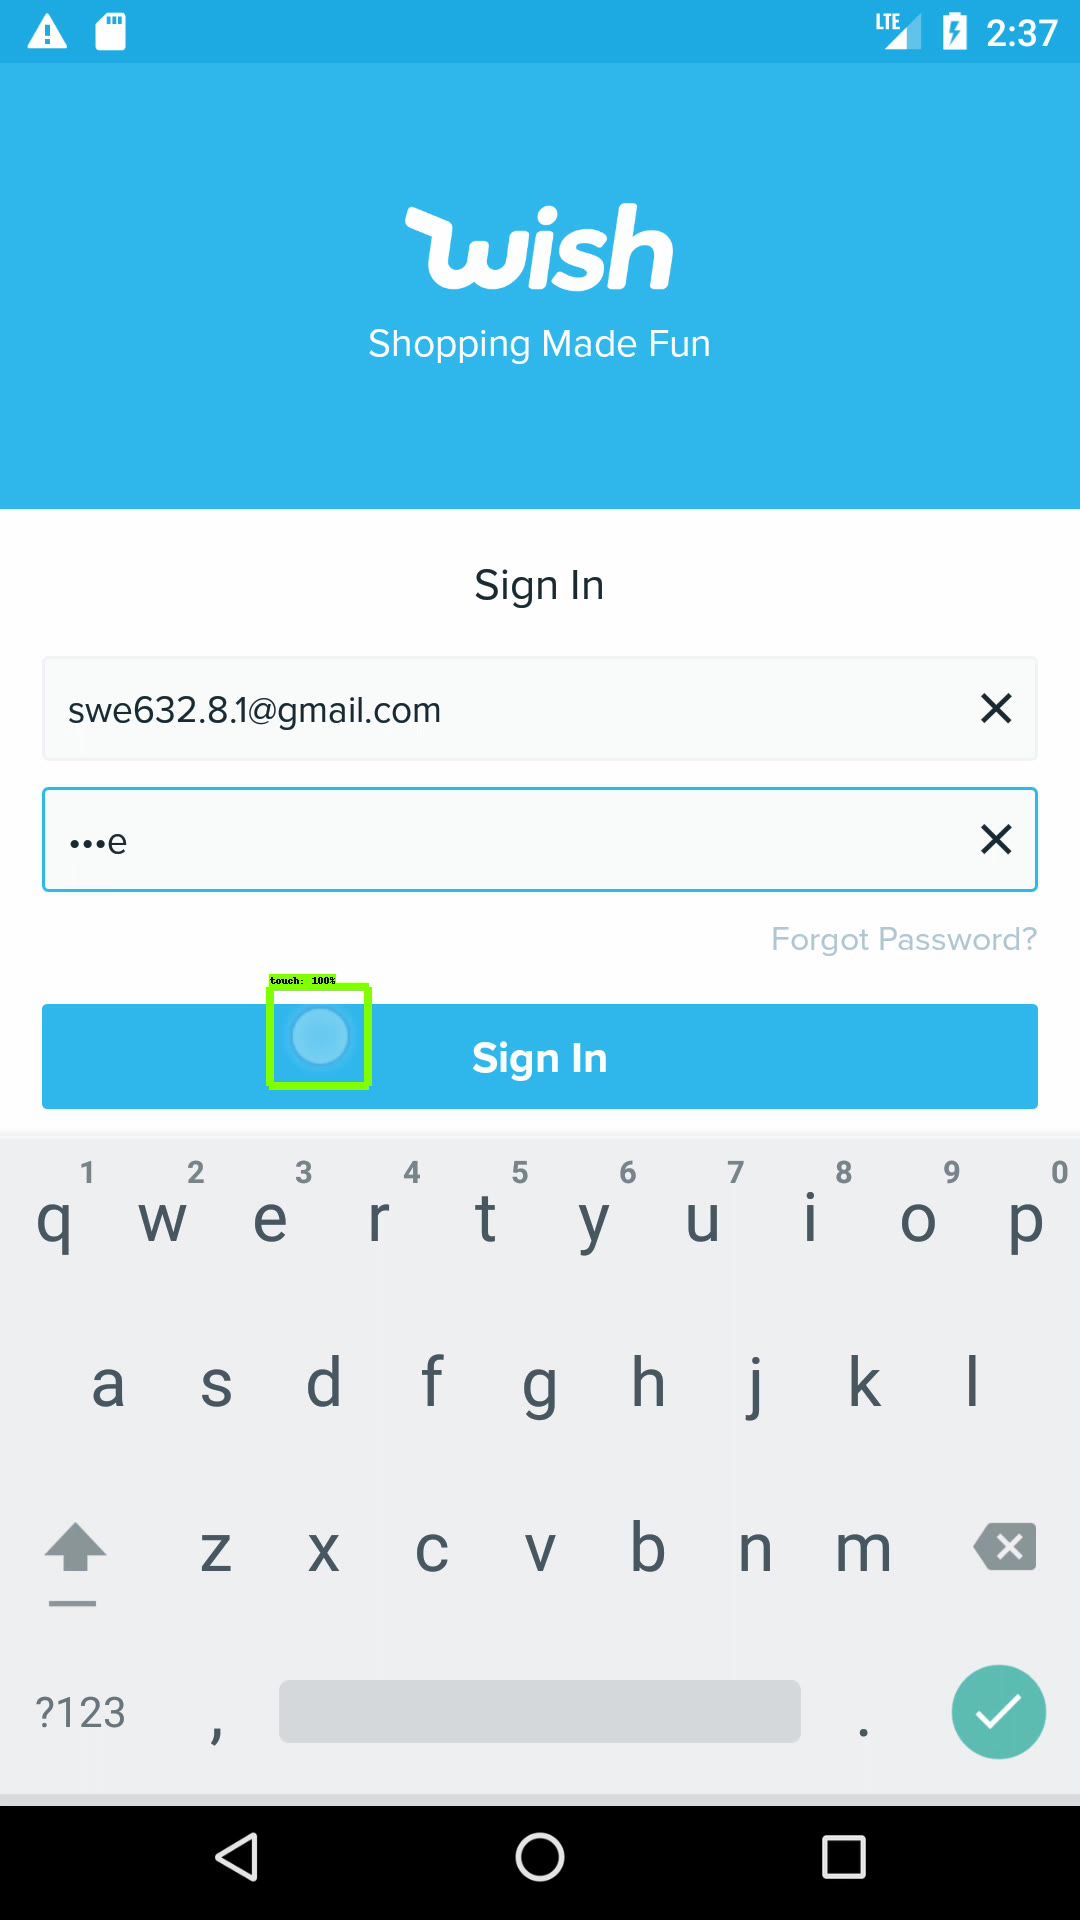 LTE 2:37
wish
Shopping Made Fun
Sign In
swe632.8.1@gmail.com
•••e
Forgot Password?
touch: 100%
Sign In
1 2 3 4 5 6 7 8 9 0
q w e r t y u i o p
a s d f g h j k l
z x c v b n m
?123 , .